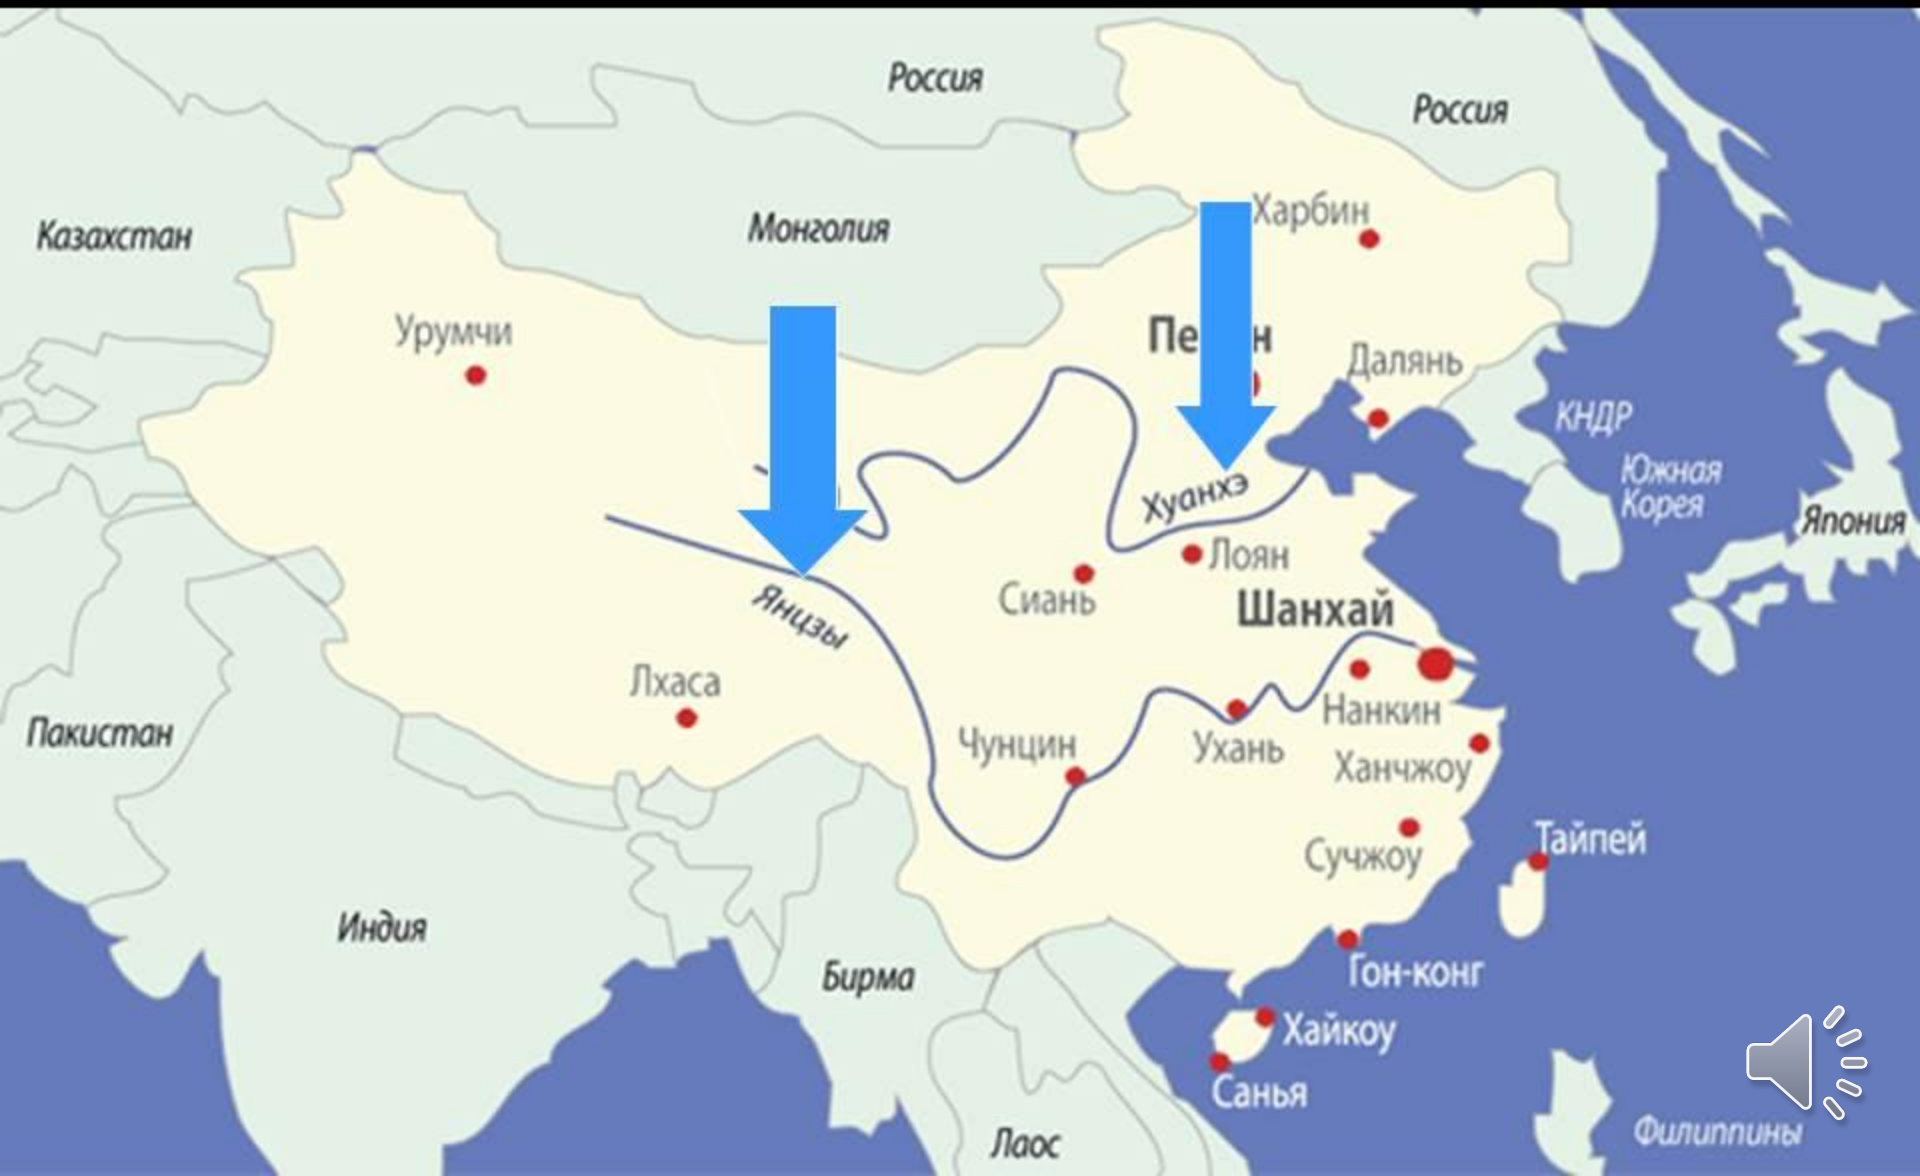 Россия
Россия
Казахстан
Монголия
Харбин
Урумчи
Далянь
КНДР
Южная
Корея
Япония
Хуанхэ
Лоян
Сиань
Шанхай
Янцзы
Лхаса
Нанкин
Пакистан
Чунцин
Ухань
Ханчжоу
Тайпей
Сучжоу
Индия
Бирма
Гон-конг
Хайкоу
Санья
Лаос
Филиппины